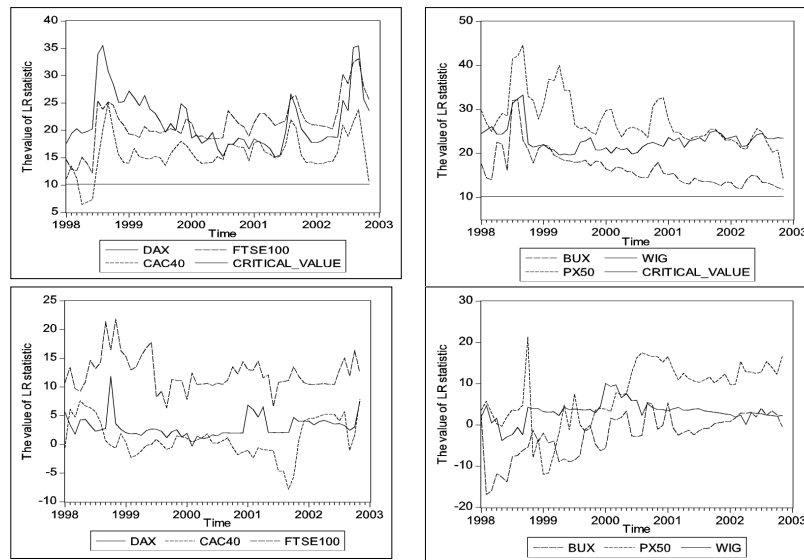 The value of LR statistic
40
35
30
25
20
15
10
5
1998 1999 2000 2001 2002 2003
Time
DAX FTSE100
CAC40 CRITICAL_VALUE
The value of LR statistic
50
40
30
20
10
0
1998 1999 2000 2001 2002 2003
Time
BUX WIG
PX50 CRITICAL_VALUE
The value of LR statistic
25
20
15
10
5
0
-5
-10
1998 1999 2000 2001 2002 2003
Time
DAX CAC40 FTSE100
The value of LR statistic
30
20
10
0
-10
-20
1998 1999 2000 2001 2002 2003
Time
BUX PX50 WIG